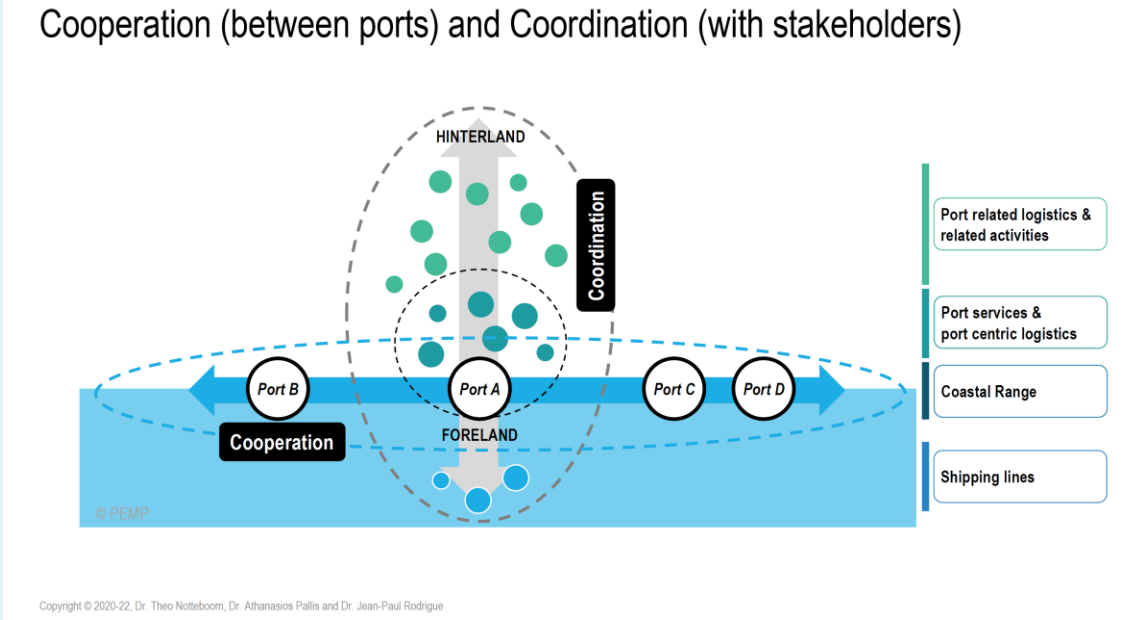 Cooperation (between ports) and Coordination (with stakeholders)
HINTERLAND
Coordination
Port related logistics &
related activities
Port services &
port centric logistics
Port B
Port A
Port C
Port D
Coastal Range
Cooperation
FORELAND
Shipping lines
© PEMP
Copyright © 2020-22, Dr. Theo Notteboom, Dr. Athanasios Pallis and Dr. Jean-Paul Rodrigue